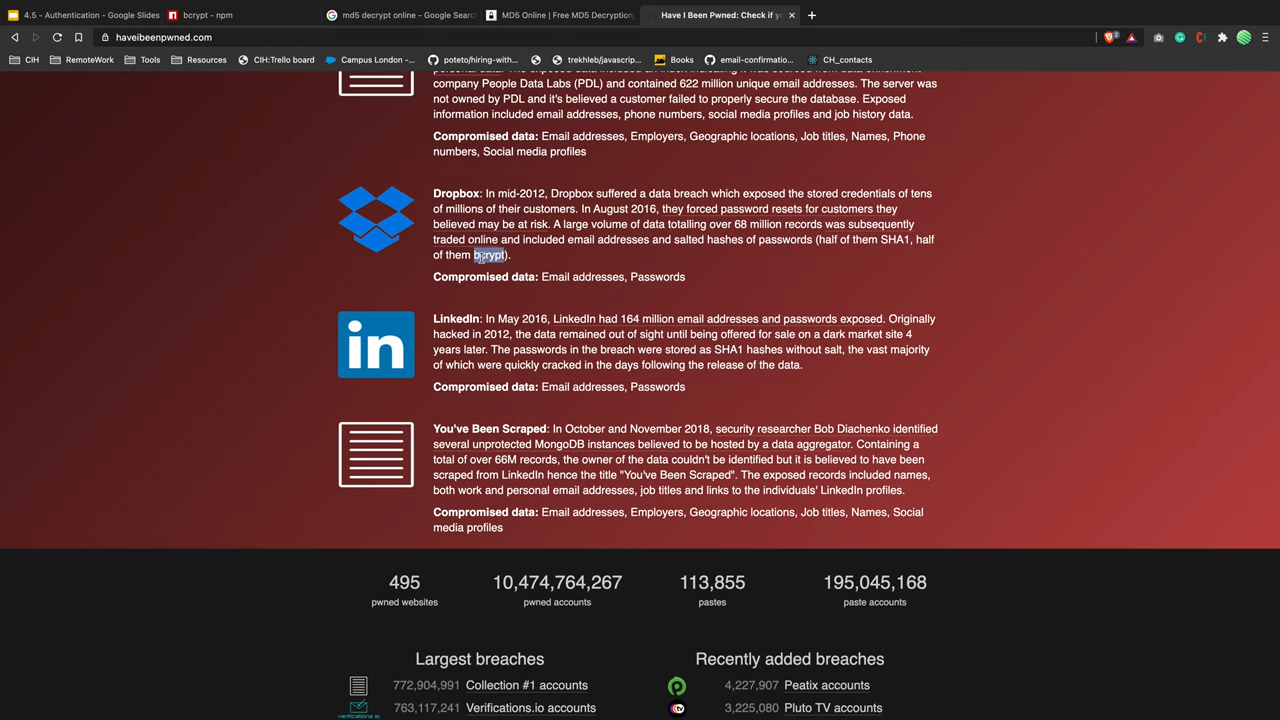 4.5 - Authentication - Google Slides
bcrypt - npm
md5 decrypt online - Google Searc
MD5 Online | Free MD5 Decryption,
Have I Been Pwned: Check if yo
haveibeenpwned.com
CIH
RemoteWork
Tools
Resources
CIH:Trello board
Campus London -...
poteto/hiring-with...
trekhleb/javascrip...
Books
email-confirmatio...
CH_contacts
company People Data Labs (PDL) and contained 622 million unique email addresses. The server was
not owned by PDL and it's believed a customer failed to properly secure the database. Exposed
information included email addresses, phone numbers, social media profiles and job history data.
Compromised data: Email addresses, Employers, Geographic locations, Job titles, Names, Phone
numbers, Social media profiles
Dropbox: In mid-2012, Dropbox suffered a data breach which exposed the stored credentials of tens
of millions of their customers. In August 2016, they forced password resets for customers they
believed may be at risk. A large volume of data totalling over 68 million records was subsequently
traded online and included email addresses and salted hashes of passwords (half of them SHA1, half
of them bcrypt).
Compromised data: Email addresses, Passwords
in
LinkedIn: In May 2016, LinkedIn had 164 million email addresses and passwords exposed. Originally
hacked in 2012, the data remained out of sight until being offered for sale on a dark market site 4
years later. The passwords in the breach were stored as SHA1 hashes without salt, the vast majority
of which were quickly cracked in the days following the release of the data.
Compromised data: Email addresses, Passwords
You've Been Scraped: In October and November 2018, security researcher Bob Diachenko identified
several unprotected MongoDB instances believed to be hosted by a data aggregator. Containing a
total of over 66M records, the owner of the data couldn't be identified but it is believed to have been
scraped from LinkedIn hence the title "You've Been Scraped". The exposed records included names,
both work and personal email addresses, job titles and links to the individuals' LinkedIn profiles.
Compromised data: Email addresses, Employers, Geographic locations, Job titles, Names, Social
media profiles
495
pwned websites
10,474,764,267
pwned accounts
113,855
pastes
195,045,168
paste accounts
Largest breaches
772,904,991 Collection #1 accounts
verifications.io
763,117,241 Verifications.io accounts
Recently added breaches
4,227,907 Peatix accounts
3,225,080 Pluto TV accounts